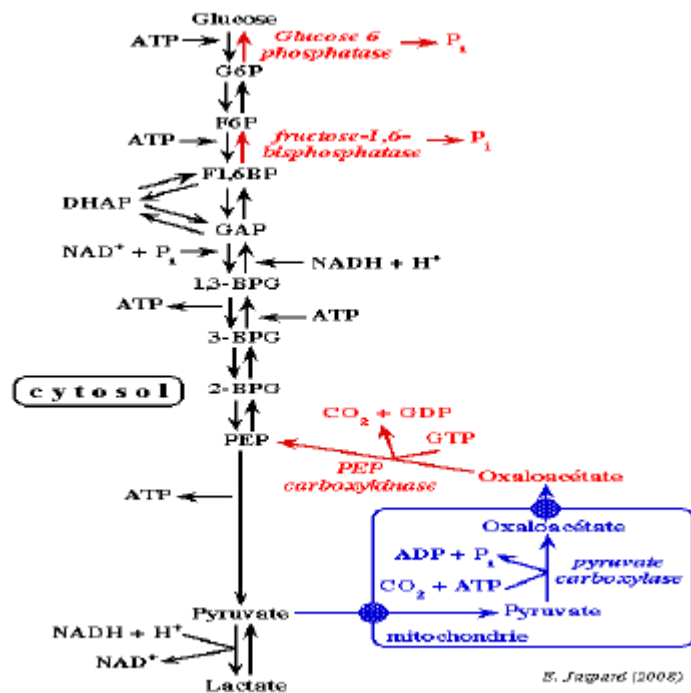 Glucose
ATP
Glucose 6 phosphatase
Pi
G6P
F6P
ATP
fructose-1,6-bisphosphatase
Pi
F1,6BP
DHAP
GAP
NAD+ + Pi
NADH + H+
1,3-BPG
ATP
ATP
3-BPG
cytosol
2-BPG
CO2 + GDP
GTP
PEP
PEP carboxykinase
Oxaloacétate
ATP
Oxaloacétate
ADP + Pi
pyruvate carboxylase
CO2 + ATP
Pyruvate
Pyruvate
mitochondrie
NADH + H+
NAD+
Lactate
E. Jaspard (2008)